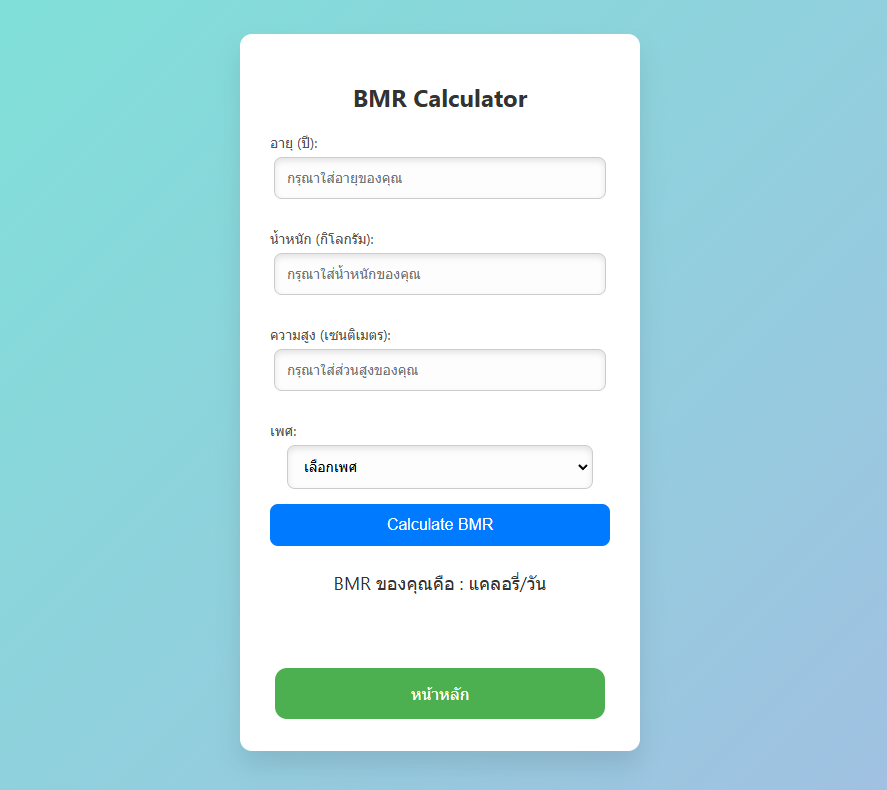 BMR Calculator
อายุ (ปี):
กรุณาใส่อายุของคุณ
น้ำหนัก (กิโลกรัม):
กรุณาใส่น้ำหนักของคุณ
ความสูง (เซนติเมตร):
กรุณาใส่ส่วนสูงของคุณ
เพศ:
เลือกเพศ
Calculate BMR
BMR ของคุณคือ : แคลอรี่/วัน
หน้าหลัก